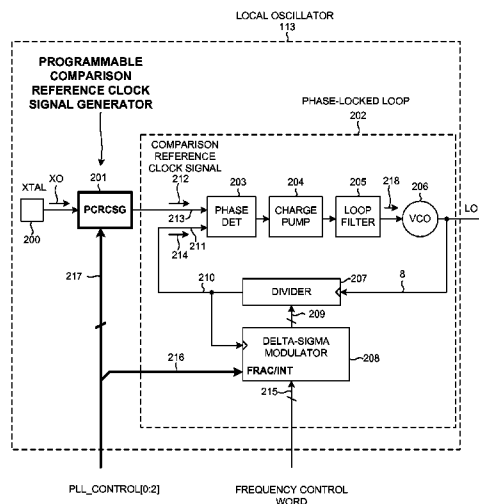 LOCAL OSCILLATOR
113
PROGRAMMABLE
COMPARISON
REFERENCE CLOCK
SIGNAL GENERATOR
PHASE-LOCKED LOOP
202
COMPARISON
REFERENCE
CLOCK SIGNAL
XTAL
XO
201
212
203
204
205
218
206
200
PCRCSG
213
211
214
PHASE
DET
CHARGE
PUMP
LOOP
FILTER
VCO
LO
217
210
DIVIDER
207
8
209
DELTA-SIGMA
MODULATOR
208
216
FRAC/INT
215
PLL_CONTROL[0:2]
FREQUENCY CONTROL
WORD